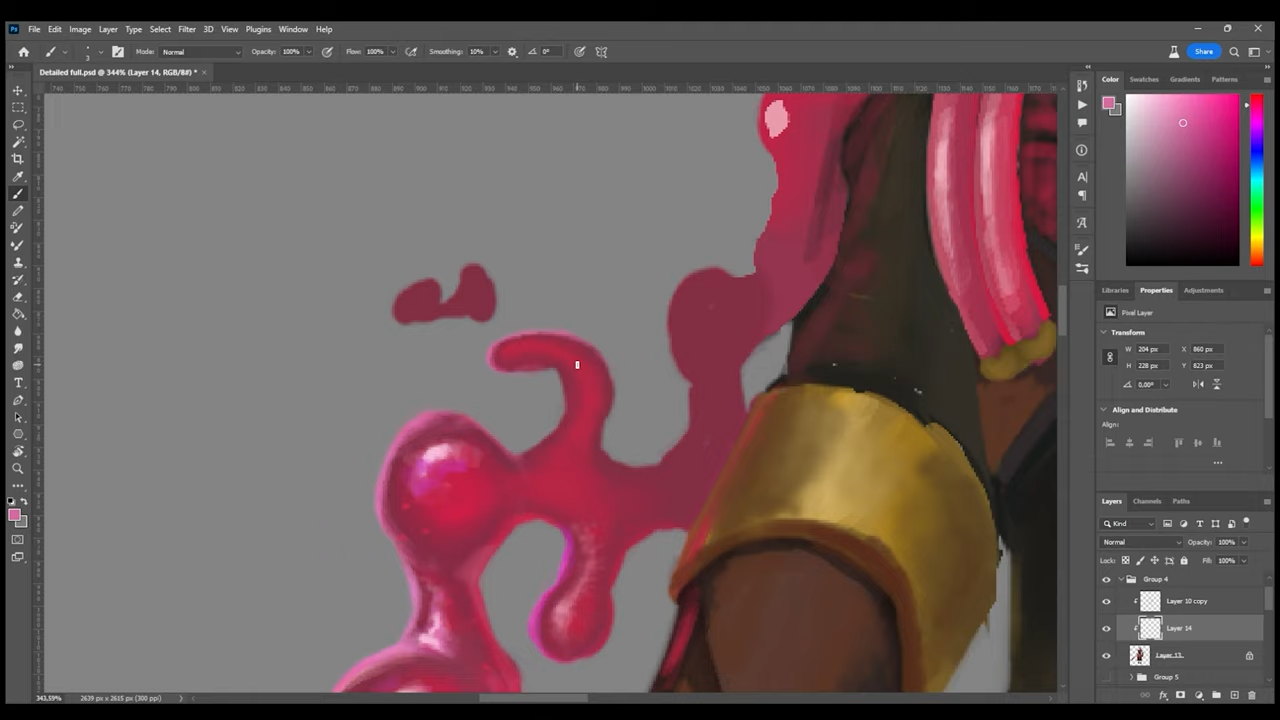 Ps File Edit Image Layer Type Select Filter 3D View Plugins Window Help
3 Mode: Normal Opacity: 100% Flow: 100% Smoothing: 10% 0° Share
Detailed full.psd @ 344% (Layer 14, RGB/8#) *
Color Swatches Gradients Patterns
Libraries Properties Adjustments
Pixel Layer
Transform
W 204 px X 860 px
H 228 px Y 823 px
0,00°
Align and Distribute
Align:
Layers Channels Paths
Kind
Normal Opacity: 100%
Lock: Fill: 100%
Group 4
Layer 10 copy
Layer 14
Layer 13
Group 5
343,59% 2639 px x 2615 px (300 ppi)